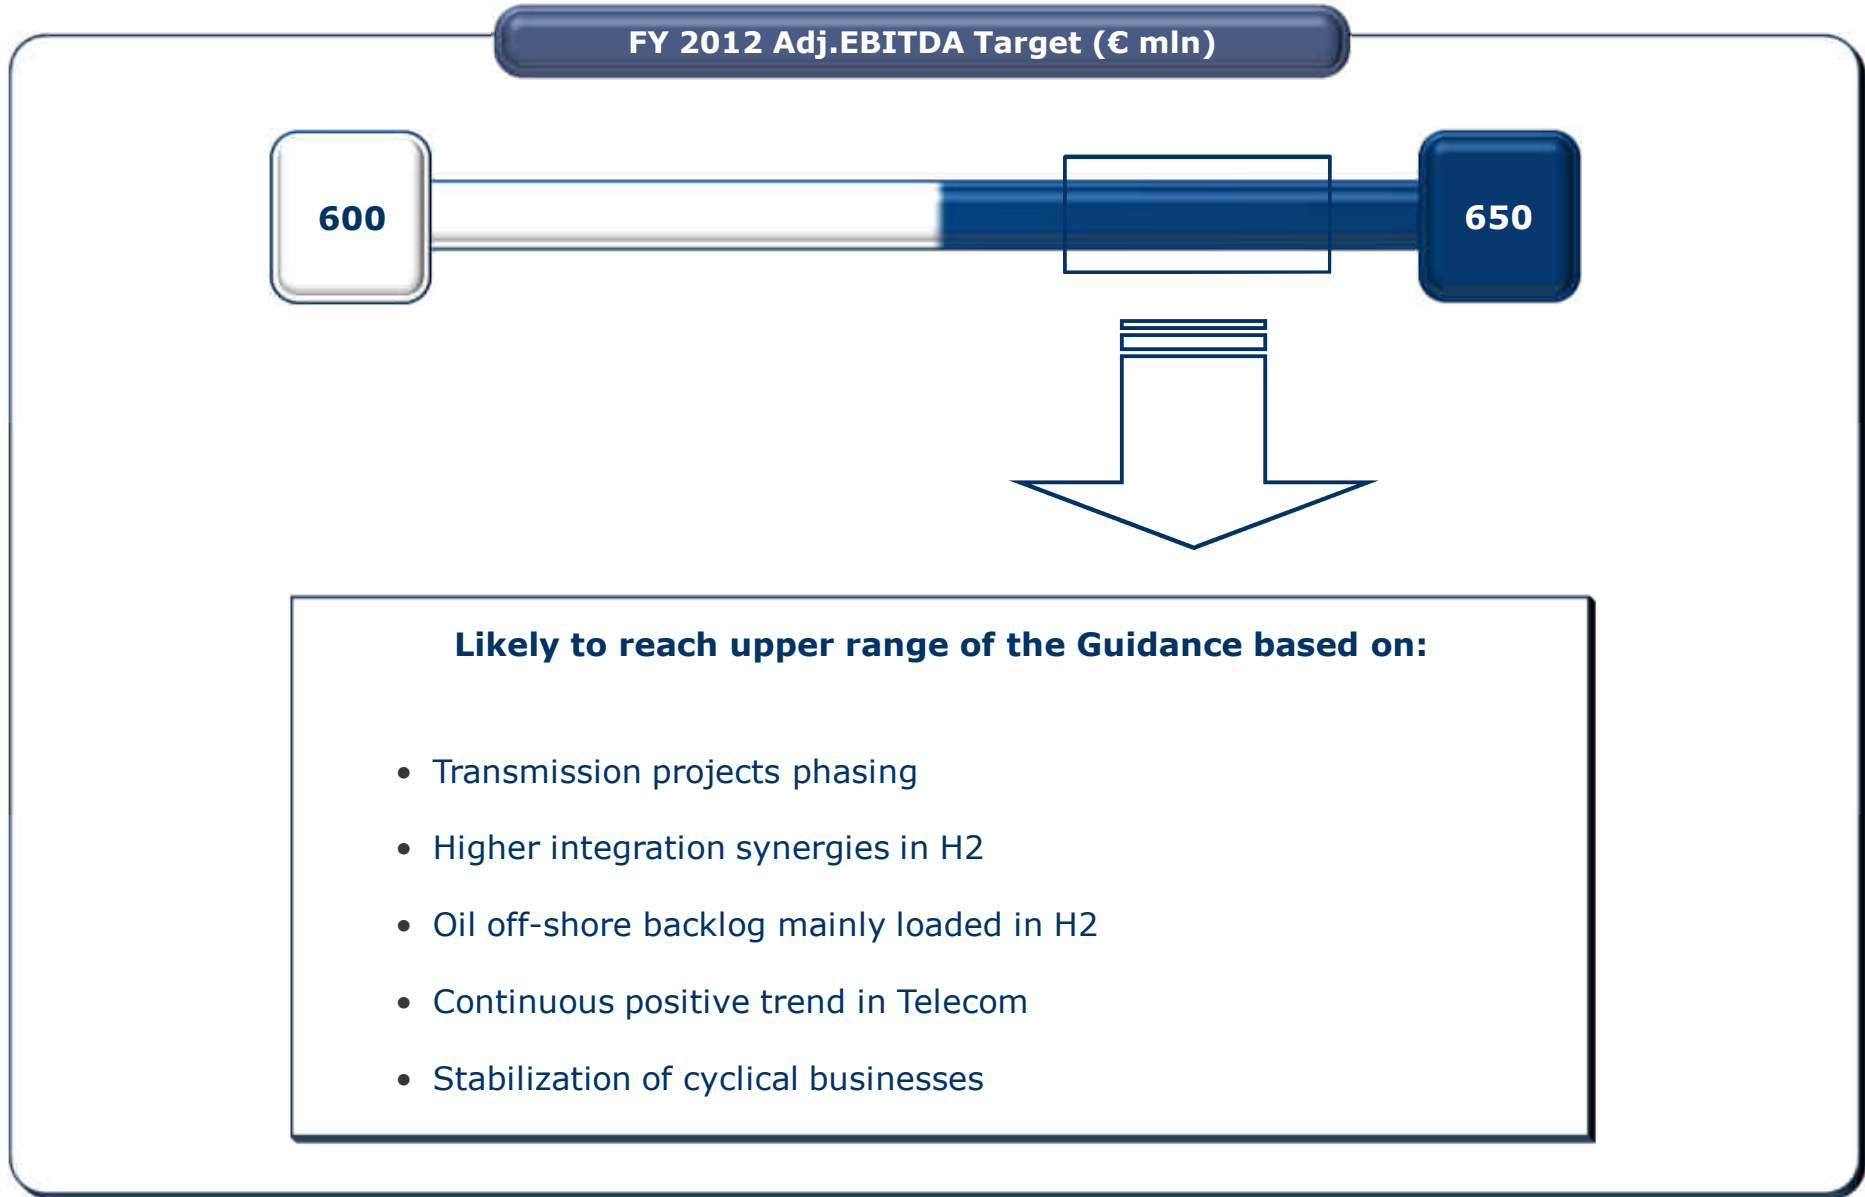 FY 2012 Adj.EBITDA Target (€ mln)
600
650
Likely to reach upper range of the Guidance based on:
• Transmission projects phasing
• Higher integration synergies in H2
• Oil off-shore backlog mainly loaded in H2
• Continuous positive trend in Telecom
• Stabilization of cyclical businesses